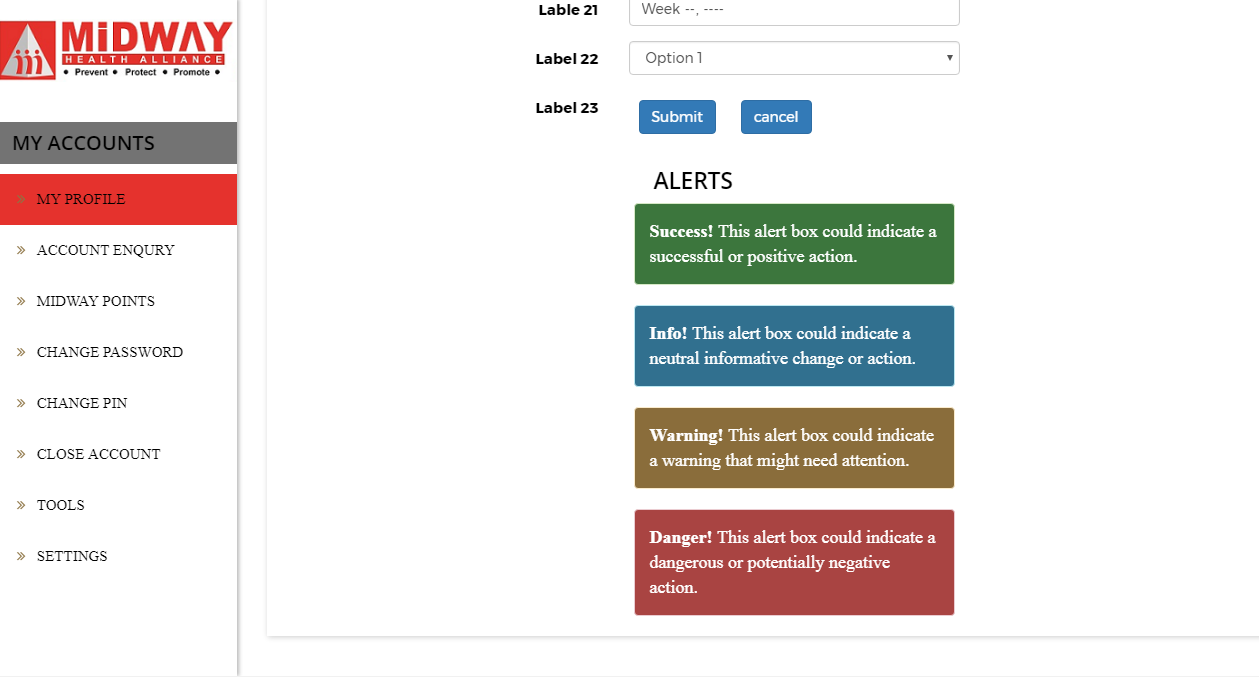 MiDWAY
HEALTH ALLIANCE
• Prevent • Protect • Promote •
MY ACCOUNTS
» MY PROFILE
» ACCOUNT ENQURY
» MIDWAY POINTS
» CHANGE PASSWORD
» CHANGE PIN
» CLOSE ACCOUNT
» TOOLS
» SETTINGS
Lable 21 Week --, ----
Label 22 Option 1
Label 23 Submit cancel
ALERTS
Success! This alert box could indicate a
successful or positive action.
Info! This alert box could indicate a
neutral informative change or action.
Warning! This alert box could indicate
a warning that might need attention.
Danger! This alert box could indicate a
dangerous or potentially negative
action.